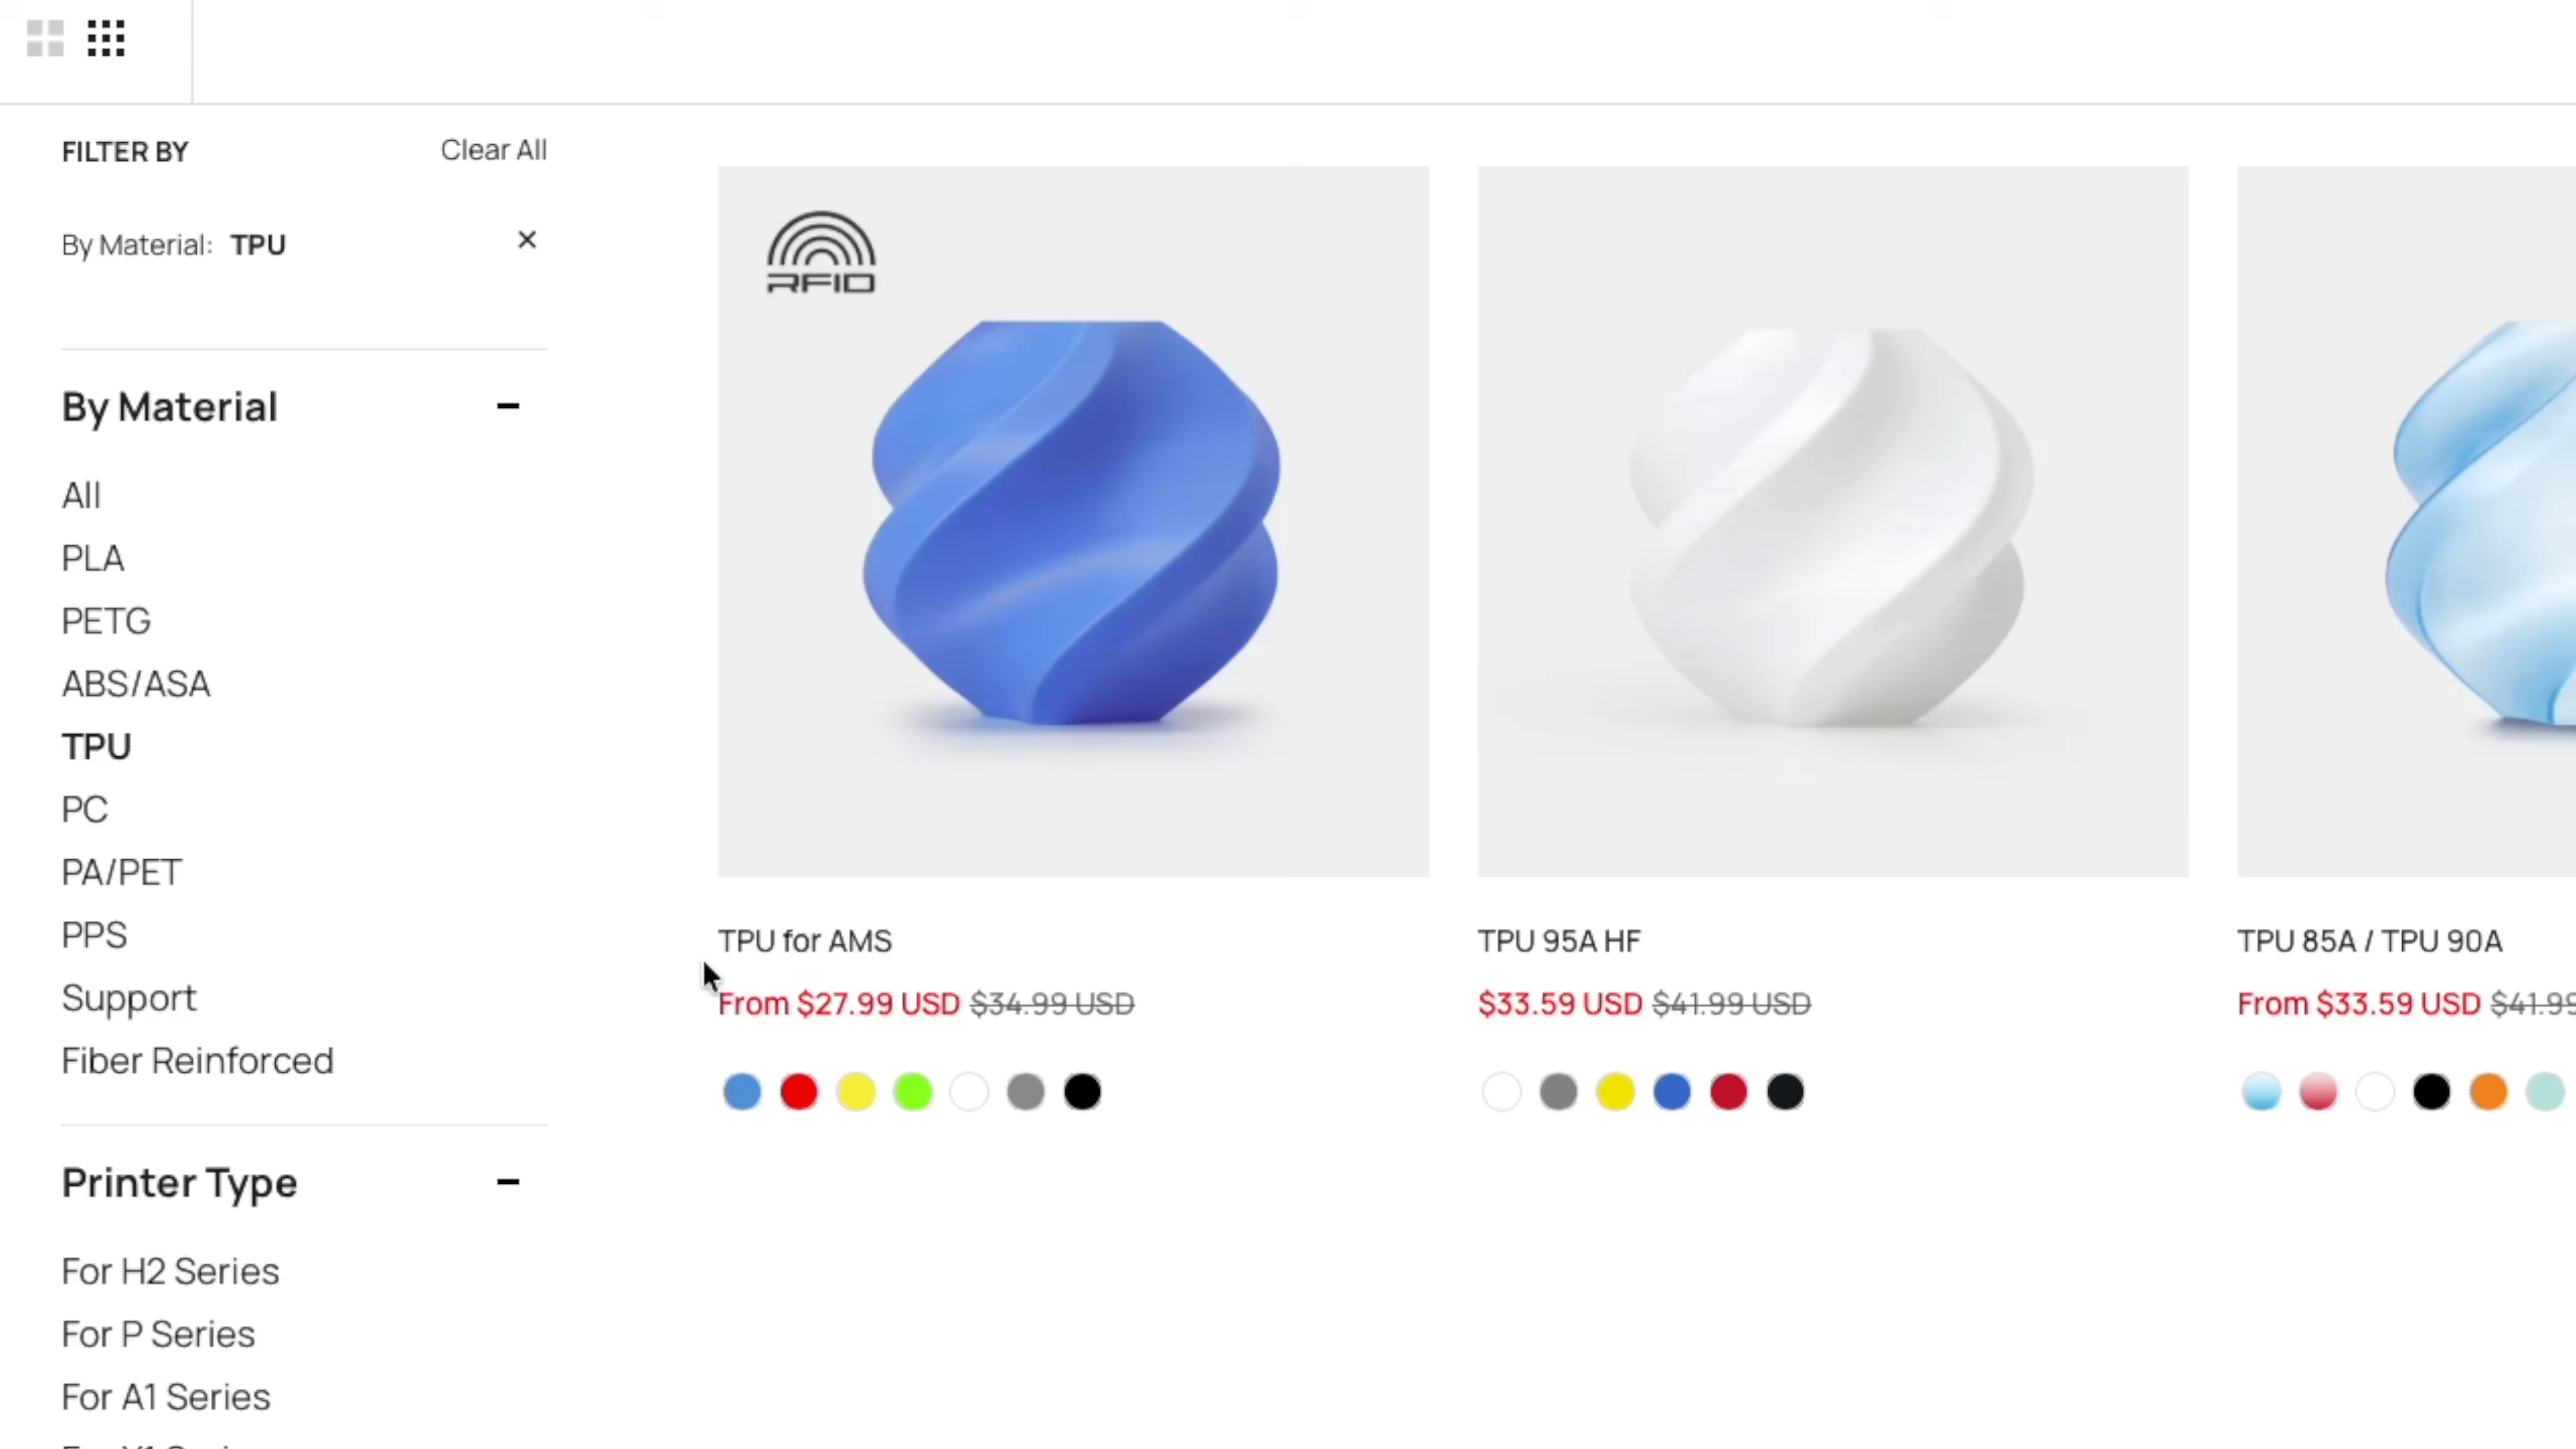 FILTER BY
Clear All
By Material: TPU
By Material
All
PLA
PETG
ABS/ASA
TPU
PC
PA/PET
PPS
Support
Fiber Reinforced
Printer Type
For H2 Series
For P Series
For A1 Series
RFID
TPU for AMS
From $27.99 USD $34.99 USD
TPU 95A HF
$33.59 USD $41.99 USD
TPU 85A / TPU 90A
From $33.59 USD $41.99